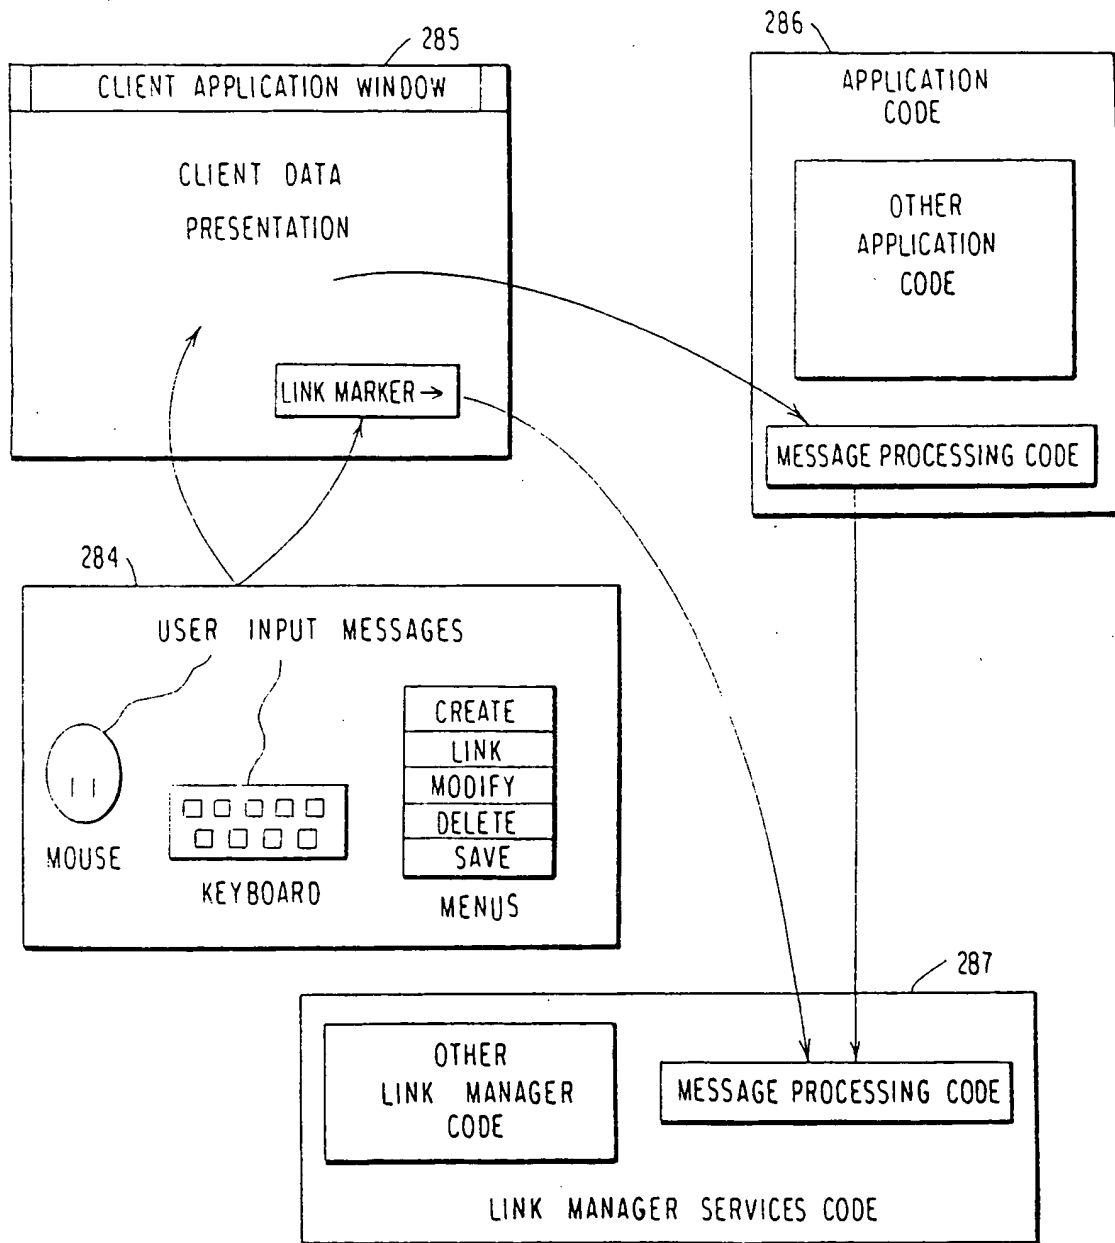 285
CLIENT APPLICATION WINDOW
CLIENT DATA
PRESENTATION
LINK MARKER →
286
APPLICATION
CODE
OTHER
APPLICATION
CODE
MESSAGE PROCESSING CODE
284
USER INPUT MESSAGES
MOUSE
KEYBOARD
CREATE
LINK
MODIFY
DELETE
SAVE
MENUS
287
OTHER
LINK MANAGER
CODE
MESSAGE PROCESSING CODE
LINK MANAGER SERVICES CODE